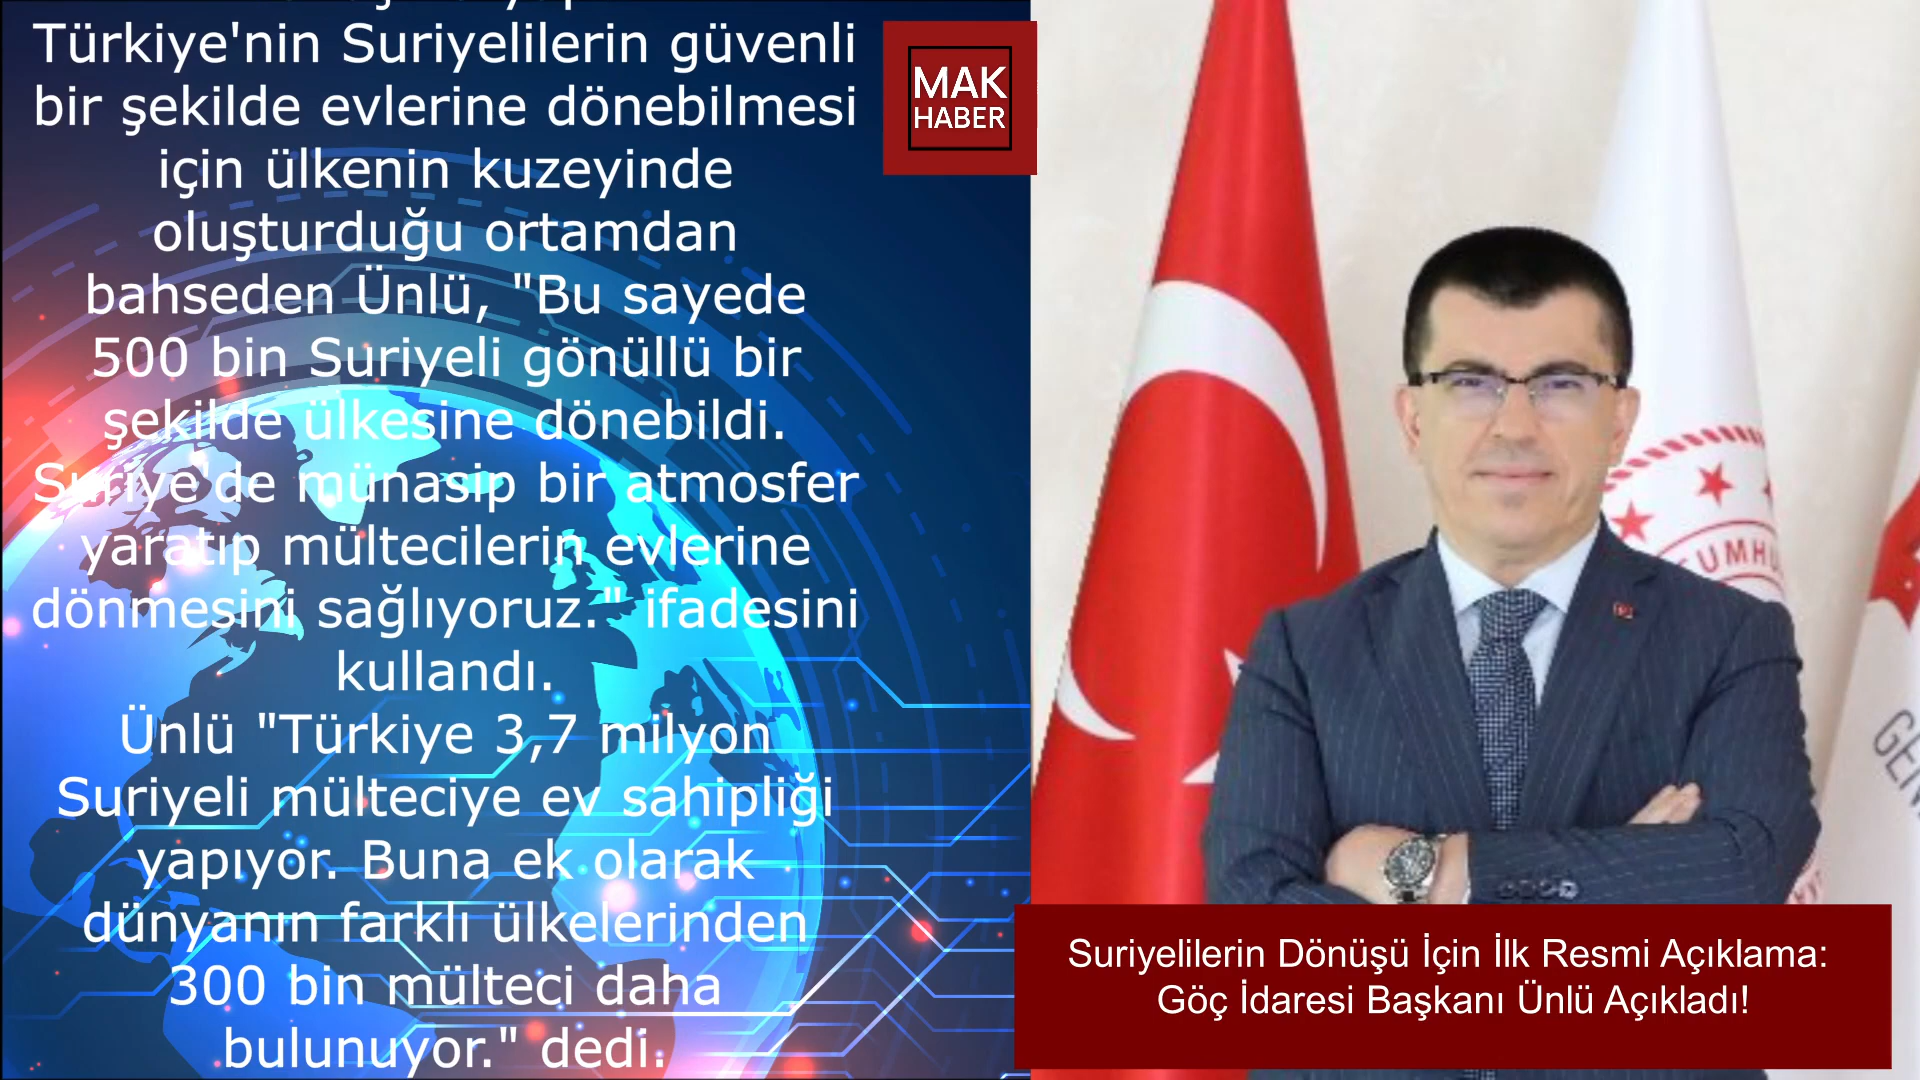 Türkiye'nin Suriyelilerin güvenli
bir şekilde evlerine dönebilmesi
için ülkenin kuzeyinde
oluşturduğu ortamdan
bahseden Ünlü, "Bu sayede
500 bin Suriyeli gönüllü bir
şekilde ülkesine dönebildi.
Suriye'de münasip bir atmosfer
yaratıp mültecilerin evlerine
dönmesini sağlıyoruz." ifadesini
kullandı.
Ünlü "Türkiye 3,7 milyon
Suriyeli mülteciye ev sahipliği
yapıyor. Buna ek olarak
dünyanın farklı ülkelerinden
300 bin mülteci daha
bulunuyor." dedi.
MAK
HABER
Suriyelilerin Dönüşü İçin İlk Resmi Açıklama:
Göç İdaresi Başkanı Ünlü Açıkladı!